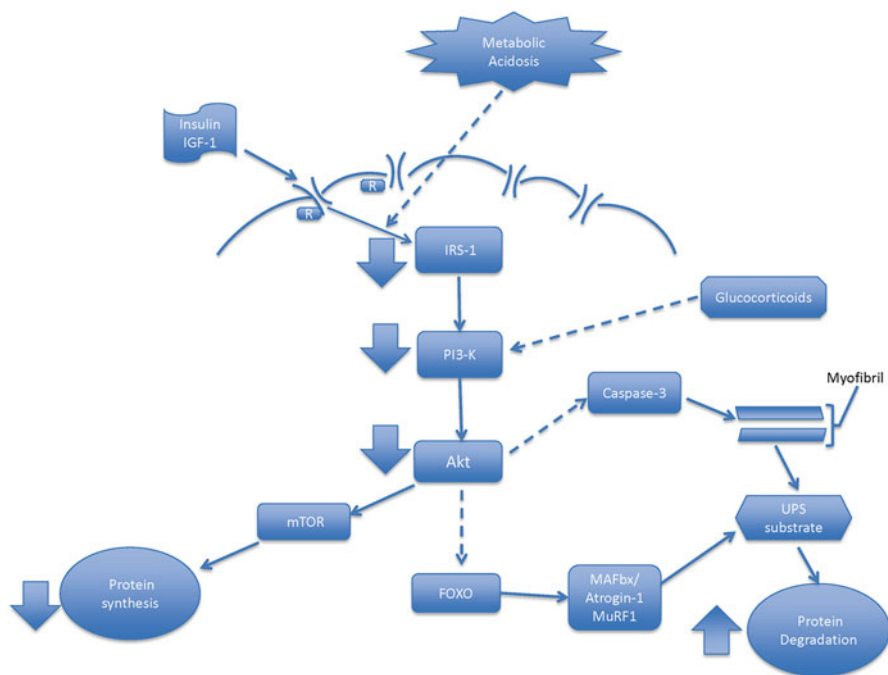 Metabolic
Acidosis
Insulin
IGF-1
R
R
IRS-1
Glucocorticoids
PI3-K
Myofibril
Caspase-3
Akt
mTOR
UPS
substrate
Protein
synthesis
FOXO
MAFbx/
Atrogin-1
MuRF1
Protein
Degradation